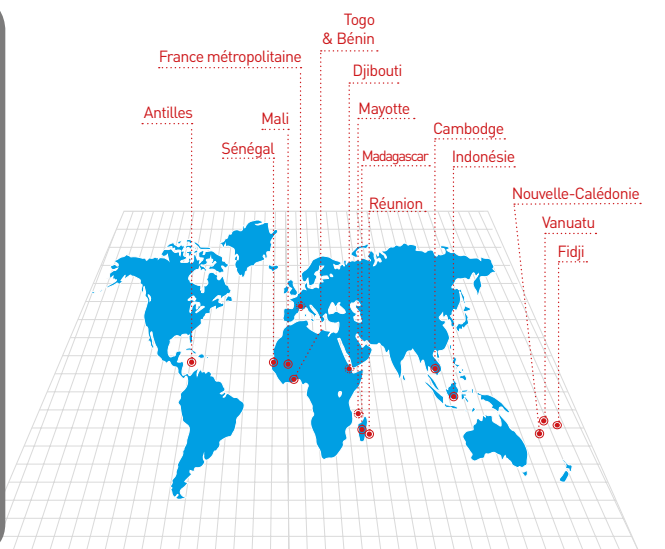 Togo
& Bénin
France métropolitaine
Djibouti
Antilles
Mali
Mayotte
Sénégal
Cambodge
Madagascar
Indonésie
Nouvelle-Calédonie
Réunion
Vanuatu
Fidji